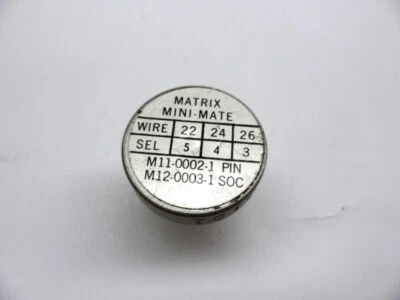 MATRIX
MINI-MATE
WIRE 22 24 26
SEL 5 4 3
M11-0002-1 PIN
M12-0003-1 SOC